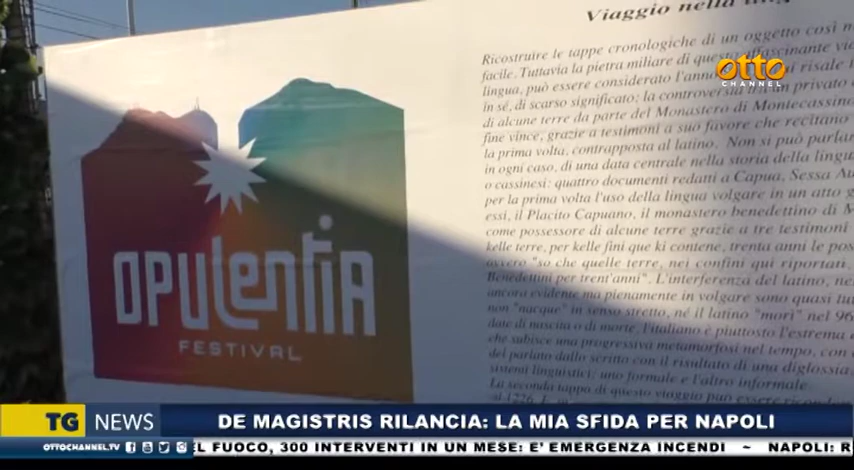 Viaggio nella
Ricostruire le tappe cronologiche di un oggetto così
facile. Tuttavia la pietra miliare di questo affascinante
lingua, può essere considerato l'anno risale
in sé, di scarso significato: la controversia tra un privato
di alcune terre da parte del Monastero di Montecassino
fine vince, grazie a testimoni a suo favore che recitano
la prima volta, contrapposta al latino. Non si può parlare
in ogni caso, di una data centrale nella storia della lingua
o cassinesi: quattro documenti redatti a Capua, Sessa
per la prima volta l'uso della lingua volgare in un atto
essi, il Placito Capuano, il monastero benedettino di
come possessore di alcune terre grazie a tre testimoni
kelle terre, per kelle fini que ki contene, trenta anni le
ovvero "so che quelle terre, nei confini qui riportati,
Benedettini per trent'anni". L'interferenza del latino,
ancora evidente ma pienamente in volgare sono quasi
non "nacque" in senso stretto, né il latino "morì" nel
date di nascita o di morte, l'italiano è piuttosto l'estrema
che subisce una progressiva metamorfosi nel tempo, con
del parlato dallo scritto con il risultato di una diglossia:
sistemi linguistici: uno formale e l'altro informale.
La seconda tappa di questo viaggio può essere
al 1226.
otto
CHANNEL
OPULENTIA
FESTIVAL
TG NEWS
DE MAGISTRIS RILANCIA: LA MIA SFIDA PER NAPOLI
OTTOCHANNEL.TV
EL FUOCO, 300 INTERVENTI IN UN MESE: E' EMERGENZA INCENDI ~ NAPOLI: R